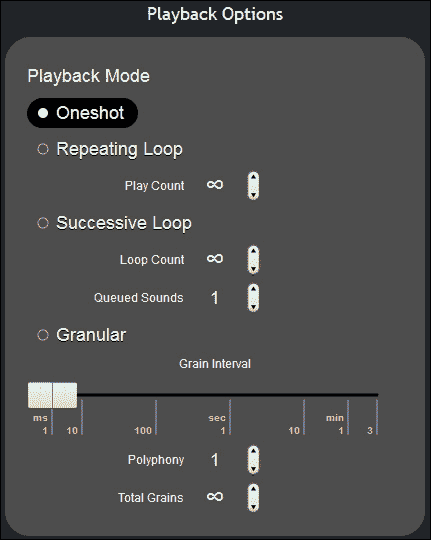 Playback Options
Playback Mode
Oneshot
Repeating Loop
Play Count ∞
Successive Loop
Loop Count ∞
Queued Sounds 1
Granular
Grain Interval
ms sec min
1 10 100 1 10 1 3
Polyphony 1
Total Grains ∞